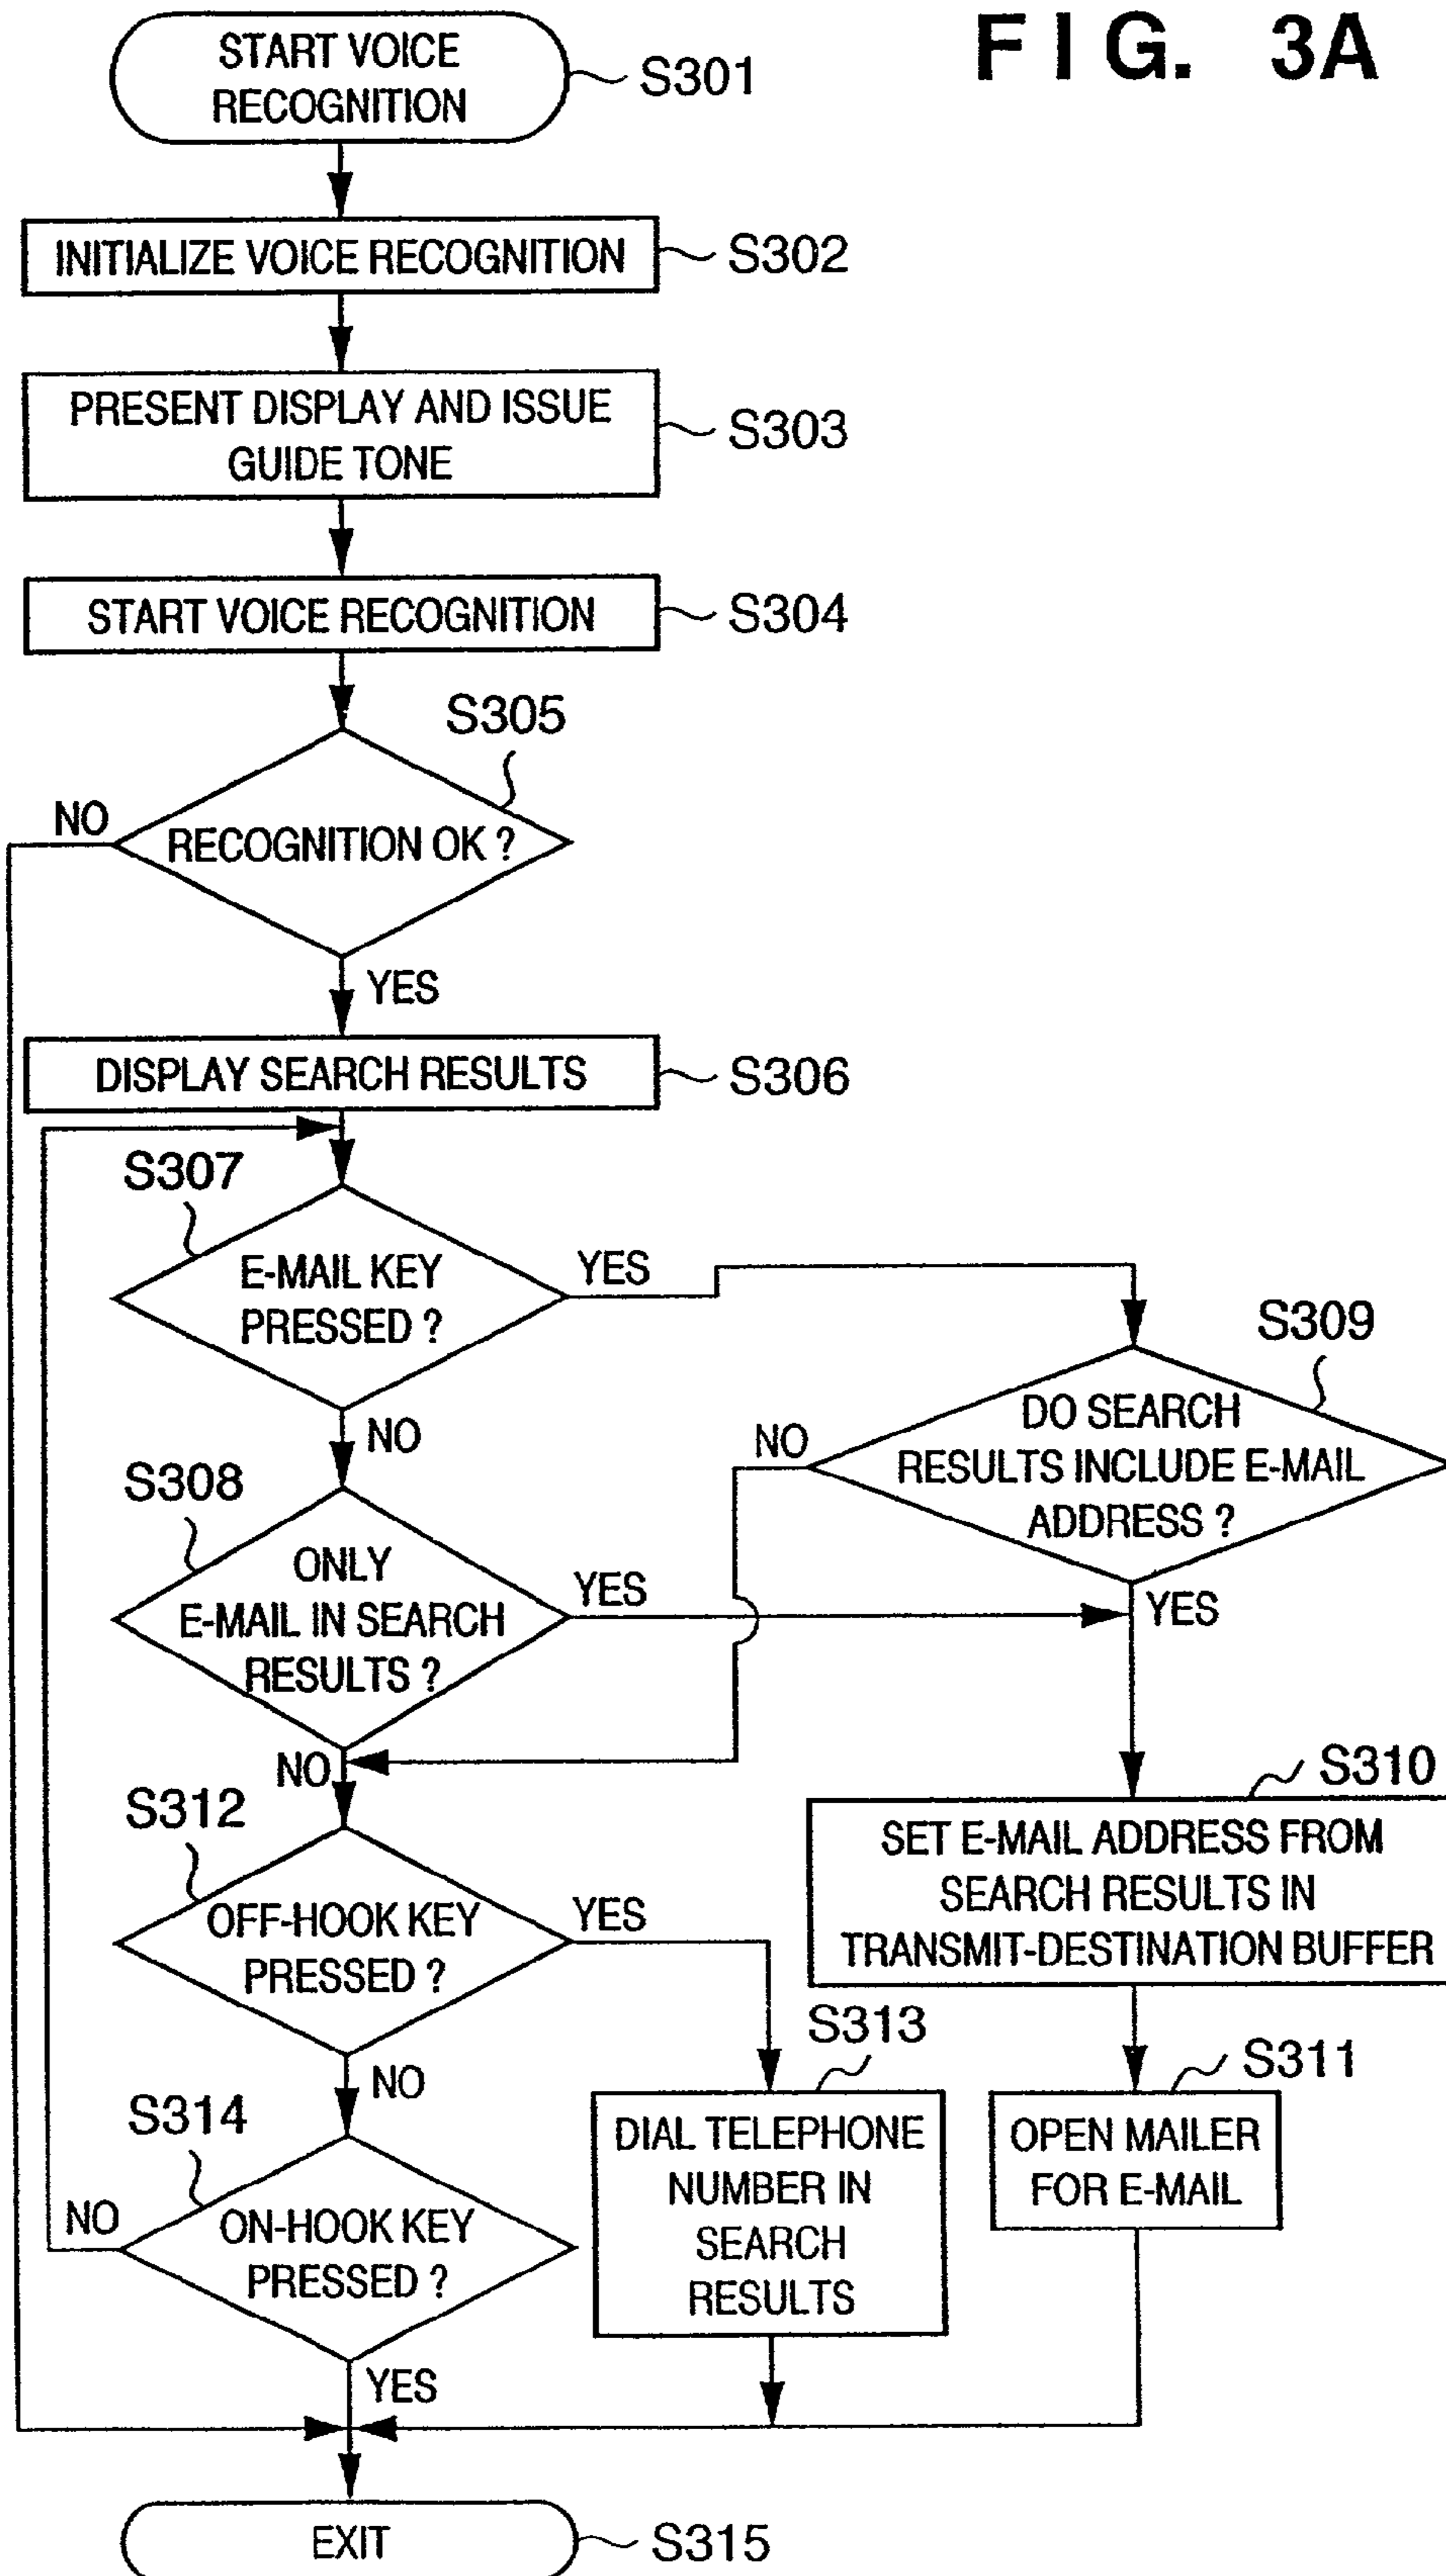 FIG. 3A
START VOICE
RECOGNITION
S301
INITIALIZE VOICE RECOGNITION
S302
PRESENT DISPLAY AND ISSUE
GUIDE TONE
S303
START VOICE RECOGNITION
S304
S305
NO
RECOGNITION OK ?
YES
DISPLAY SEARCH RESULTS
S306
S307
E-MAIL KEY
PRESSED ?
YES
NO
S309
DO SEARCH
RESULTS INCLUDE E-MAIL
ADDRESS ?
NO
YES
S308
ONLY
E-MAIL IN SEARCH
RESULTS ?
YES
NO
S310
SET E-MAIL ADDRESS FROM
SEARCH RESULTS IN
TRANSMIT-DESTINATION BUFFER
S312
OFF-HOOK KEY
PRESSED ?
YES
NO
S313
DIAL TELEPHONE
NUMBER IN
SEARCH
RESULTS
S311
OPEN MAILER
FOR E-MAIL
S314
NO
ON-HOOK KEY
PRESSED ?
YES
EXIT
S315